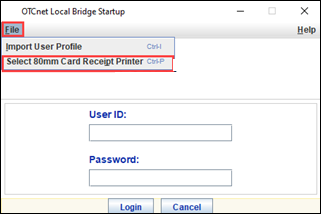 OTCnet Local Bridge Startup
File Help
Import User Profile Ctrl-I
Select 80mm Card Receipt Printer Ctrl-P
User ID:
Password:
Login Cancel